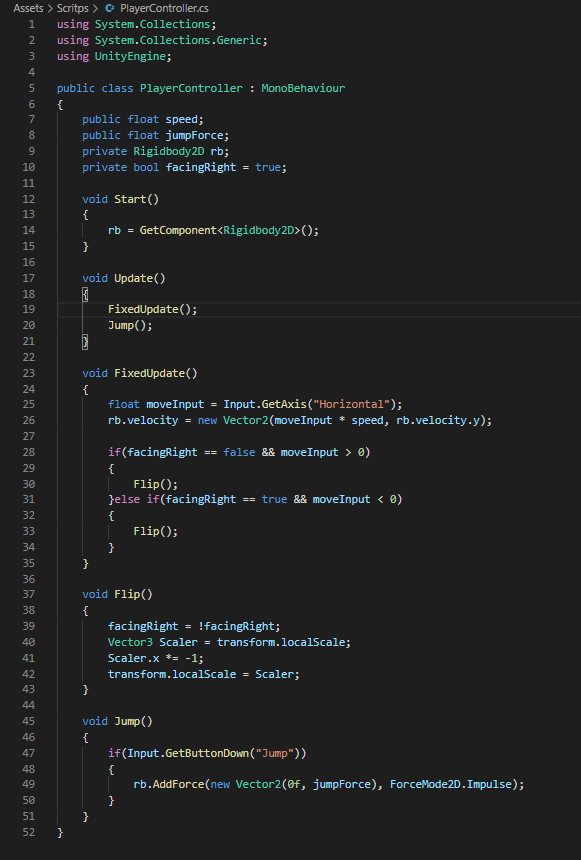 Assets > Scritps > PlayerController.cs
1 using System.Collections;
2 using System.Collections.Generic;
3 using UnityEngine;
4
5 public class PlayerController : MonoBehaviour
6 {
7     public float speed;
8     public float jumpForce;
9     private Rigidbody2D rb;
10     private bool facingRight = true;
11
12     void Start()
13     {
14         rb = GetComponent<Rigidbody2D>();
15     }
16
17     void Update()
18     {
19         FixedUpdate();
20         Jump();
21     }
22
23     void FixedUpdate()
24     {
25         float moveInput = Input.GetAxis("Horizontal");
26         rb.velocity = new Vector2(moveInput * speed, rb.velocity.y);
27
28         if(facingRight == false && moveInput > 0)
29         {
30             Flip();
31         }else if(facingRight == true && moveInput < 0)
32         {
33             Flip();
34         }
35     }
36
37     void Flip()
38     {
39         facingRight = !facingRight;
40         Vector3 Scaler = transform.localScale;
41         Scaler.x *= -1;
42         transform.localScale = Scaler;
43     }
44
45     void Jump()
46     {
47         if(Input.GetButtonDown("Jump"))
48         {
49             rb.AddForce(new Vector2(0f, jumpForce), ForceMode2D.Impulse);
50         }
51     }
52 }